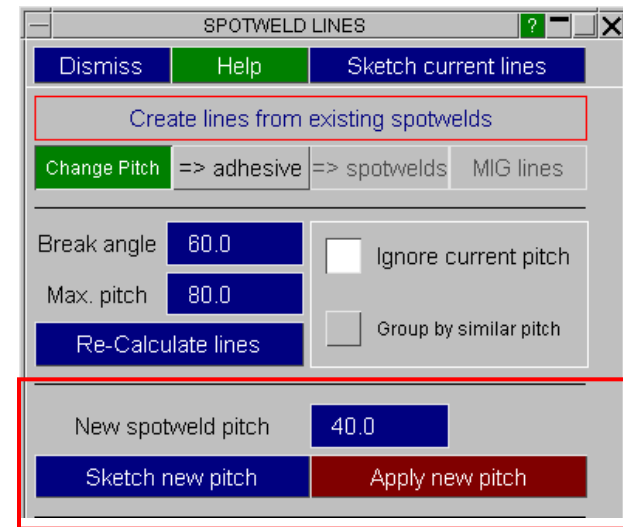 SPOTWELD LINES ?
Dismiss Help Sketch current lines
Create lines from existing spotwelds
Change Pitch => adhesive => spotwelds MIG lines
Break angle 60.0
Ignore current pitch
Max. pitch 80.0
Group by similar pitch
Re-Calculate lines
New spotweld pitch 40.0
Sketch new pitch Apply new pitch